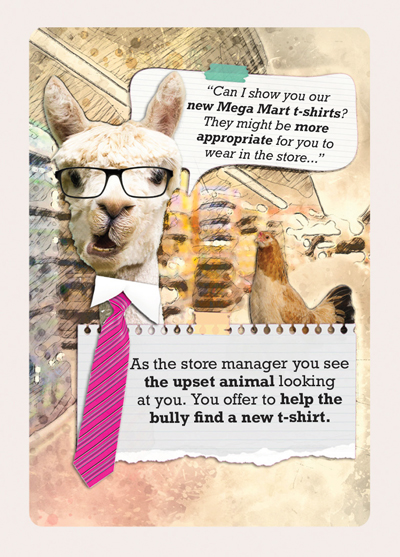 “Can I show you our
new Mega Mart t-shirts?
They might be more
appropriate for you to
wear in the store...”
As the store manager you see
the upset animal looking
at you. You offer to help the
bully find a new t-shirt.